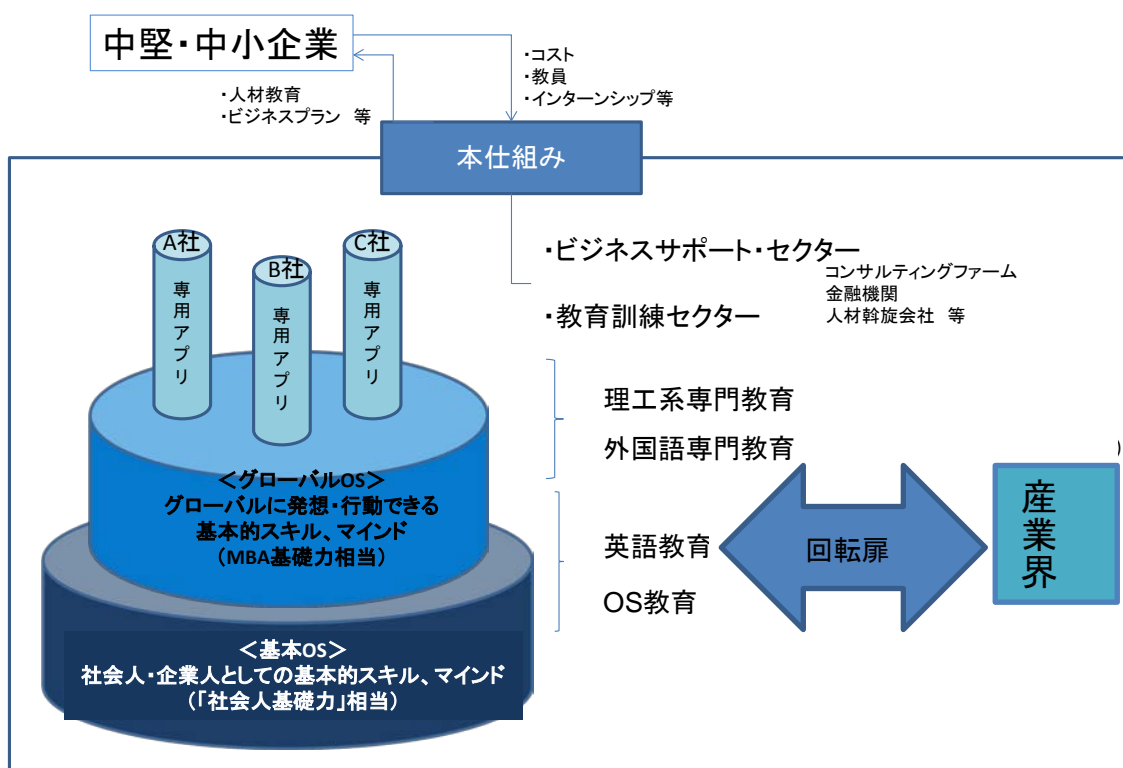 中堅・中小企業
・コスト
・教員
・インターンシップ等
・人材教育
・ビジネスプラン 等
本仕組み
A社
B社
C社
専用アプリ
専用アプリ
専用アプリ
・ビジネスサポート・セクター
コンサルティングファーム
金融機関
人材斡旋会社 等
・教育訓練セクター
理工系専門教育
外国語専門教育
)
<グローバルOS>
グローバルに発想・行動できる
基本的スキル、マインド
(MBA基礎力相当)
英語教育
OS教育
回転扉
産業界
<基本OS>
社会人・企業人としての基本的スキル、マインド
(「社会人基礎力」相当)